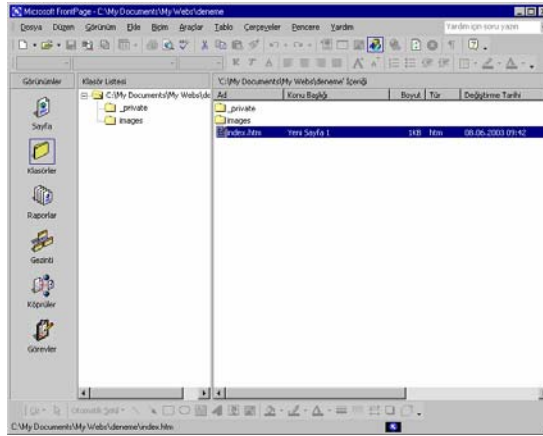 Microsoft FrontPage - C:\My Documents\My Webs\deneme
Dosya Düzen Görünüm Ekle Biçim Araçlar Tablo Çerçeveler Pencere Yardım
Yardım için soru yazın
Görünümler
Klasör Listesi
'C:\My Documents\My Webs\deneme' İçeriği
C:\My Documents\My Webs\de
_private
images
Ad Konu Başlığı Boyut Tür Değiştirme Tarihi
_private
images
index.htm Yeni Sayfa 1 1KB htm 08.06.2003 09:42
Sayfa
Klasörler
Raporlar
Gezinti
Köprüler
Görevler
Otomatik Şekil
C:\My Documents\My Webs\deneme\index.htm